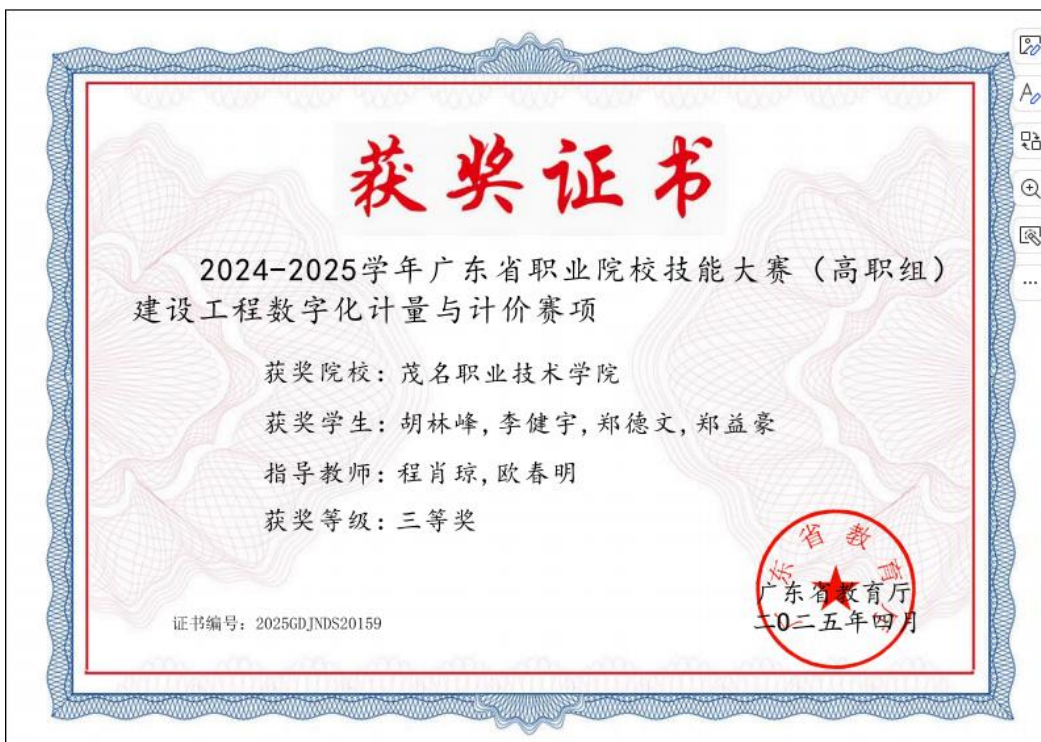 获奖证书
2024-2025学年广东省职业院校技能大赛（高职组）
建设工程数字化计量与计价赛项
获奖院校：茂名职业技术学院
获奖学生：胡林峰,李健宇,郑德文,郑益豪
指导教师：程肖琼,欧春明
获奖等级：三等奖
广东省教育厅
广东省教育厅
二0二五年四月
证书编号：2025GDJNDS20159